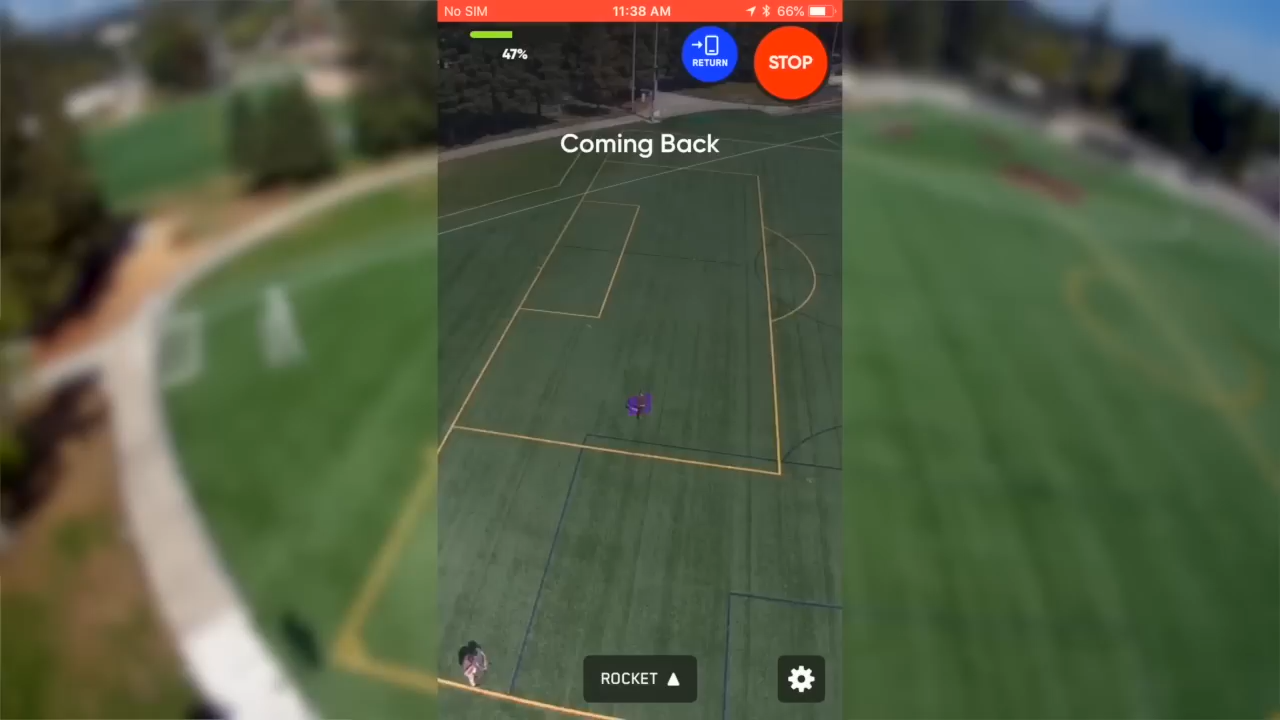 No SIM
11:38 AM
66%
47%
RETURN
STOP
Coming Back
ROCKET